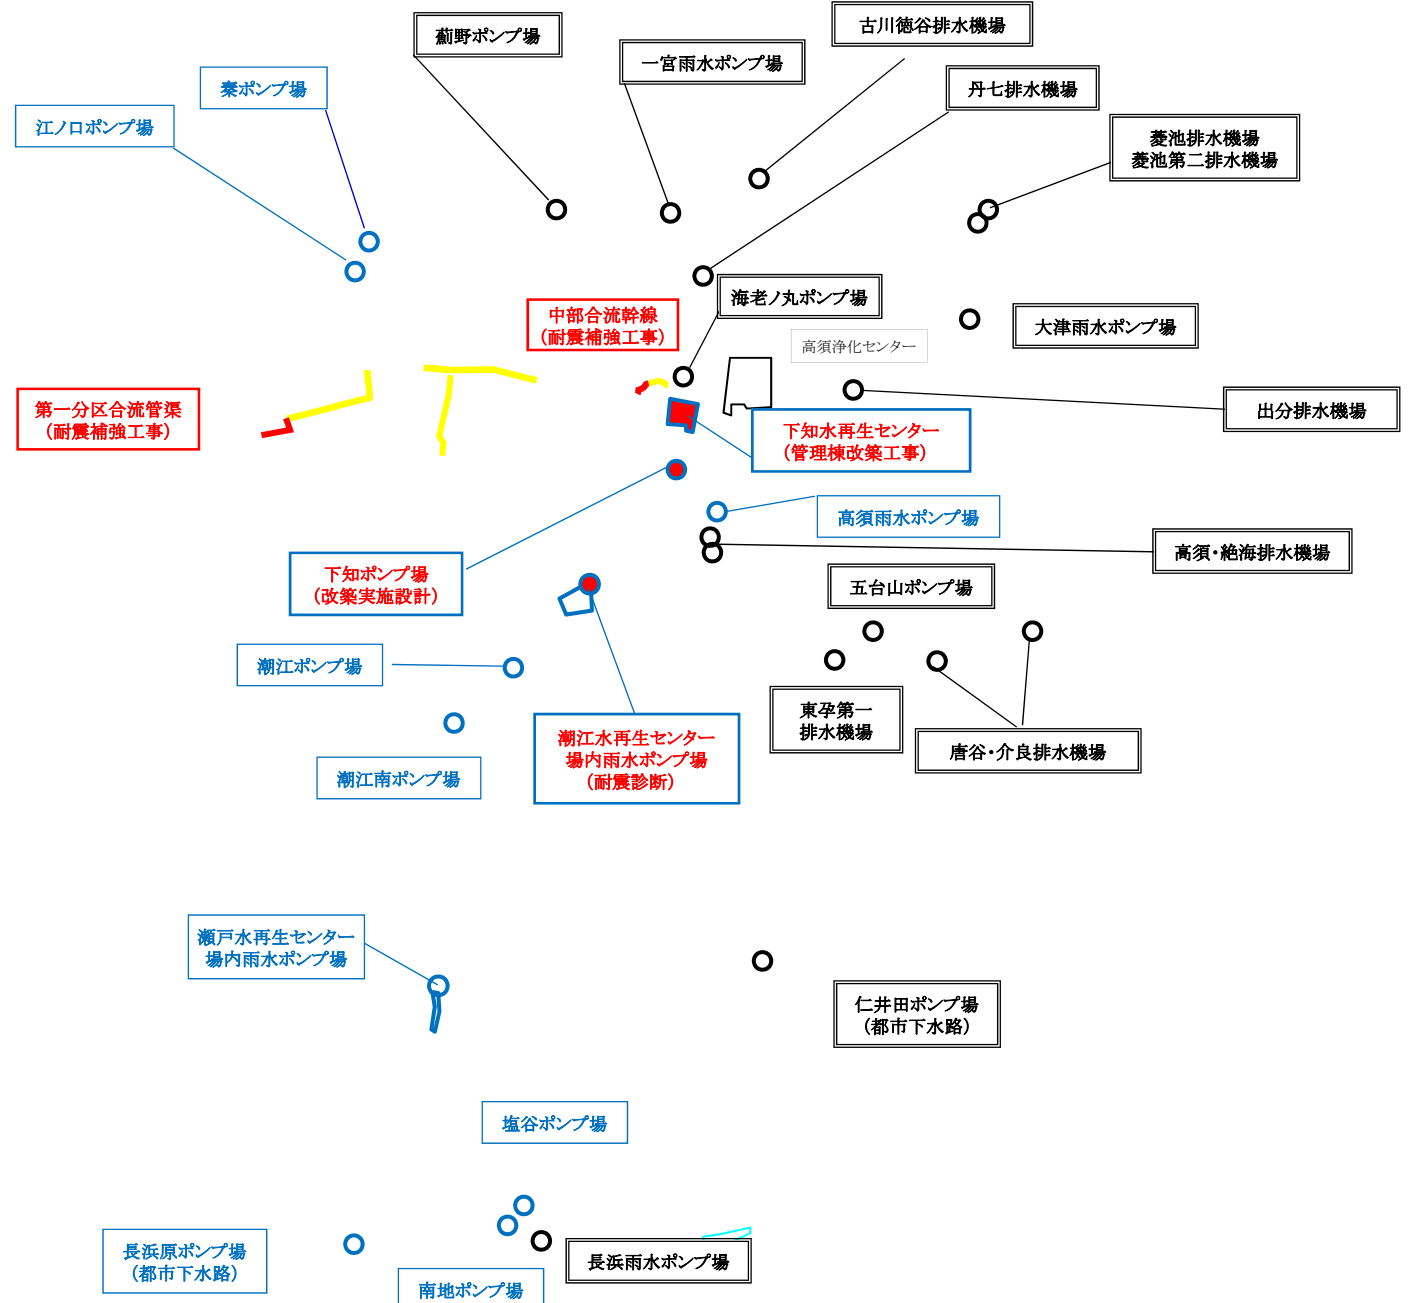 古川徳谷排水機場
薊野ポンプ場
一宮雨水ポンプ場
秦ポンプ場
丹七排水機場
江ノ口ポンプ場
菱池排水機場
菱池第二排水機場
海老ノ丸ポンプ場
中部合流幹線
(耐震補強工事)
大津雨水ポンプ場
高須浄化センター
第一分区合流管渠
(耐震補強工事)
出分排水機場
下知水再生センター
(管理棟改築工事)
高須雨水ポンプ場
高須・絶海排水機場
下知ポンプ場
(改築実施設計)
五台山ポンプ場
潮江ポンプ場
東孕第一
排水機場
潮江水再生センター
場内雨水ポンプ場
(耐震診断)
唐谷・介良排水機場
潮江南ポンプ場
瀬戸水再生センター
場内雨水ポンプ場
仁井田ポンプ場
(都市下水路)
塩谷ポンプ場
長浜原ポンプ場
(都市下水路)
長浜雨水ポンプ場
南地ポンプ場